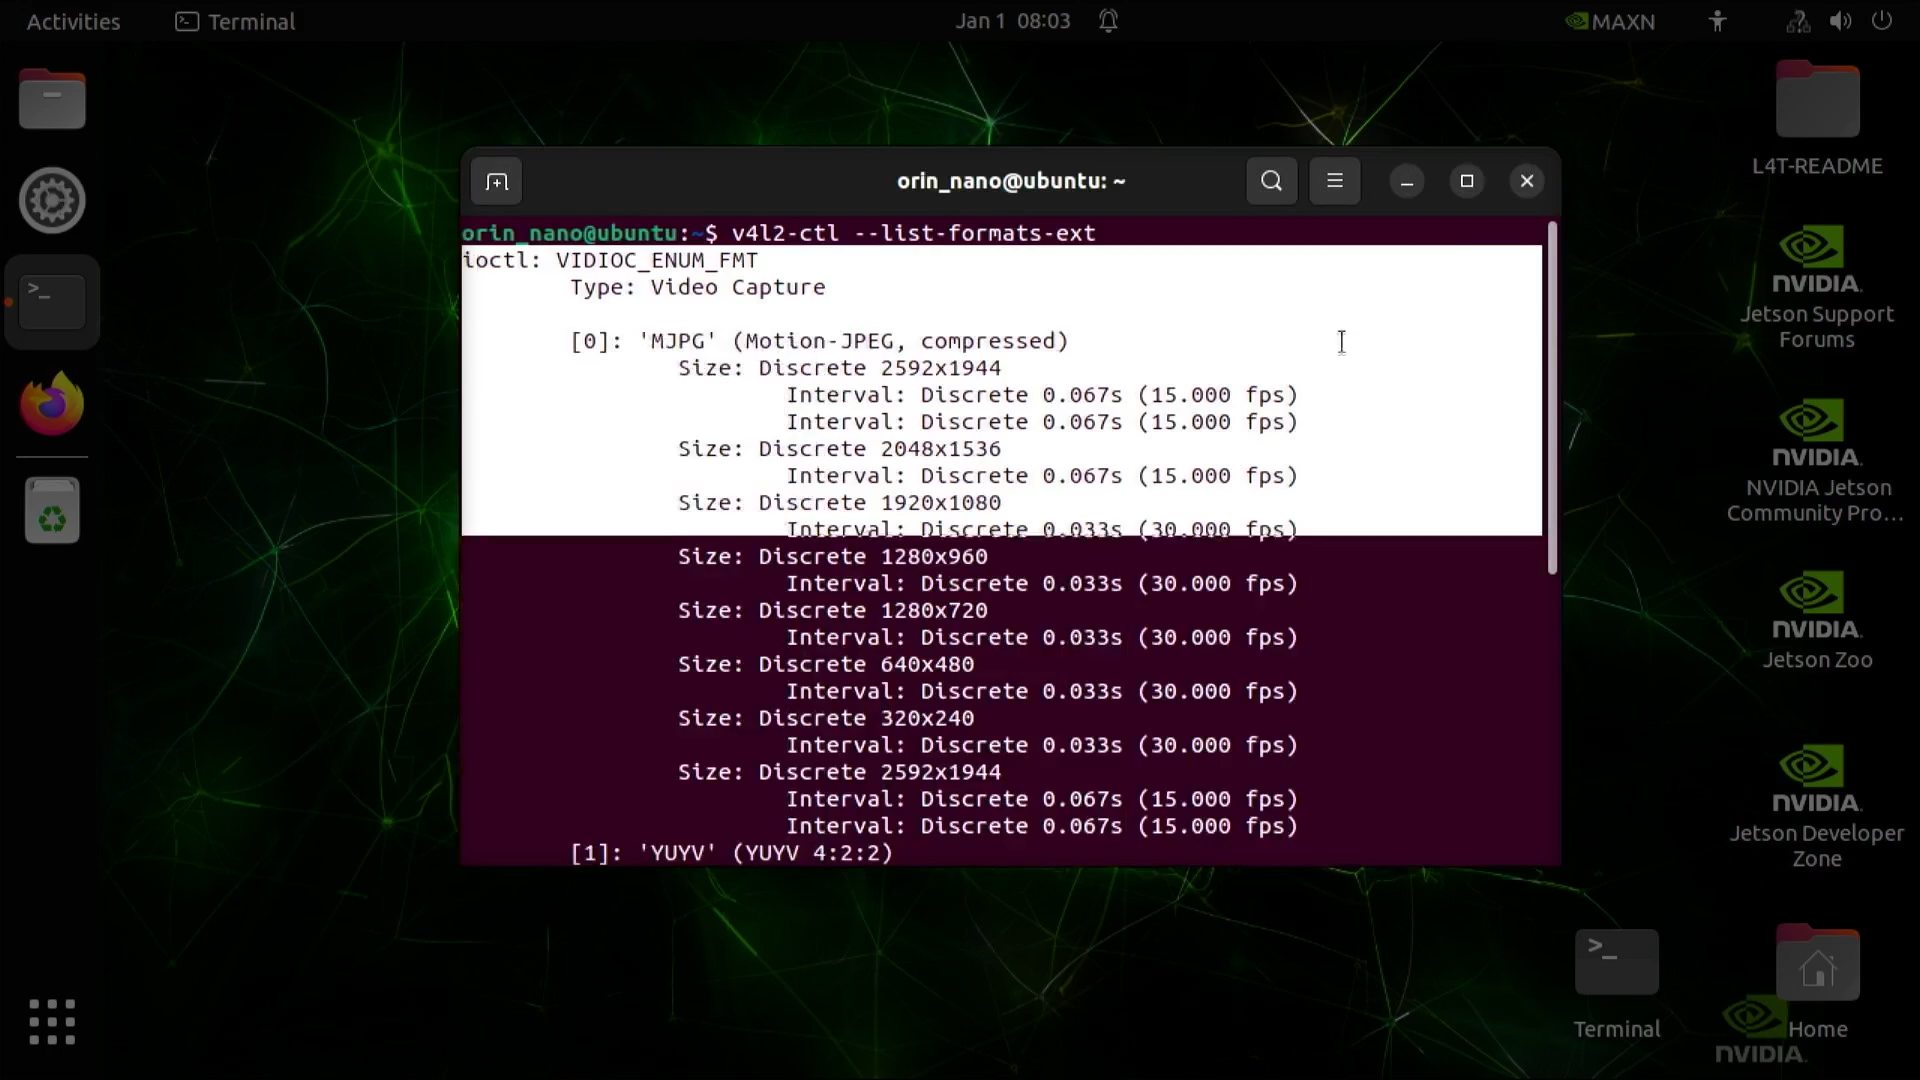 Activities
Terminal
Jan 1 08:03
MAXN
L4T-README
orin_nano@ubuntu: ~
orin_nano@ubuntu:~$ v4l2-ctl --list-formats-ext
ioctl: VIDIOC_ENUM_FMT
Type: Video Capture
[0]: 'MJPG' (Motion-JPEG, compressed)
Size: Discrete 2592x1944
Interval: Discrete 0.067s (15.000 fps)
Interval: Discrete 0.067s (15.000 fps)
Size: Discrete 2048x1536
Interval: Discrete 0.067s (15.000 fps)
Size: Discrete 1920x1080
Interval: Discrete 0.033s (30.000 fps)
Size: Discrete 1280x960
Interval: Discrete 0.033s (30.000 fps)
Size: Discrete 1280x720
Interval: Discrete 0.033s (30.000 fps)
Size: Discrete 640x480
Interval: Discrete 0.033s (30.000 fps)
Size: Discrete 320x240
Interval: Discrete 0.033s (30.000 fps)
Size: Discrete 2592x1944
Interval: Discrete 0.067s (15.000 fps)
Interval: Discrete 0.067s (15.000 fps)
[1]: 'YUYV' (YUYV 4:2:2)
NVIDIA.
Jetson Support
Forums
NVIDIA.
NVIDIA Jetson
Community Pro...
NVIDIA.
Jetson Zoo
NVIDIA.
Jetson Developer
Zone
Terminal
Home
NVIDIA.